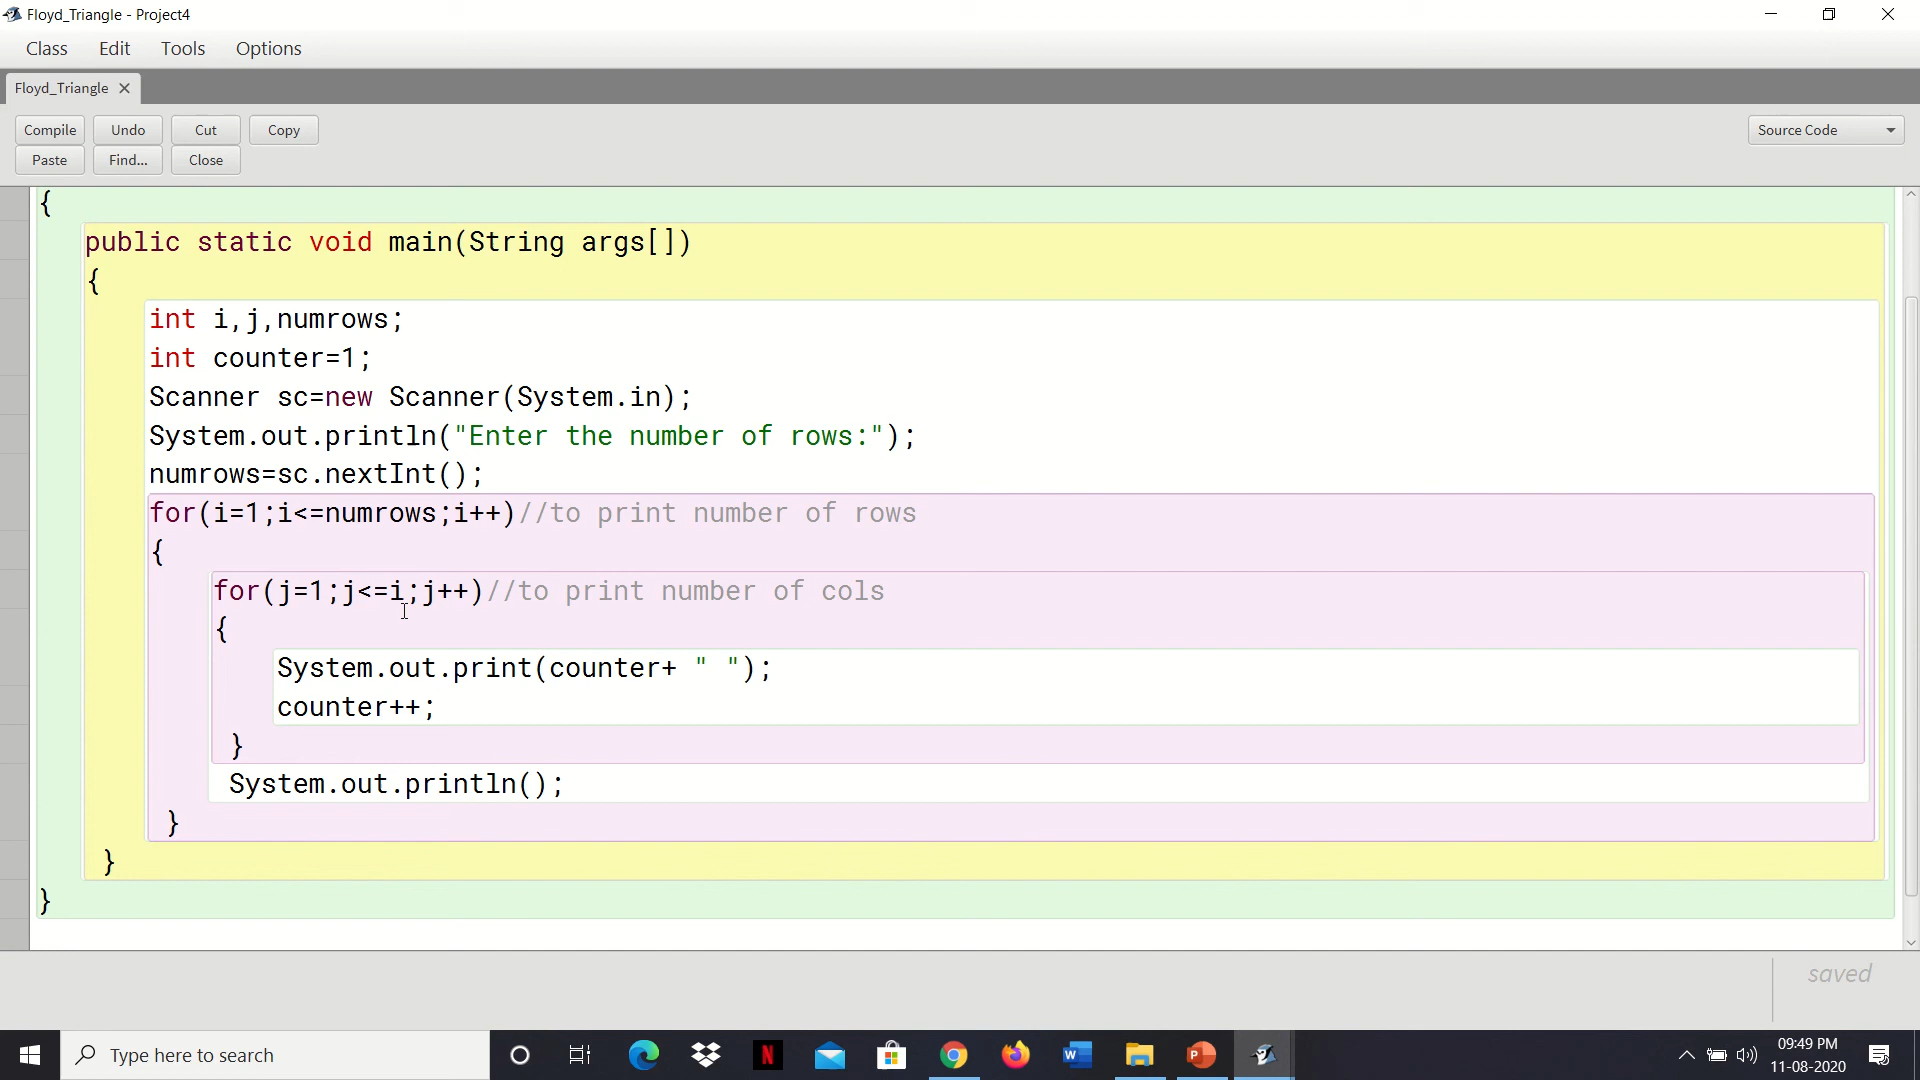 Floyd_Triangle - Project4
Class Edit Tools Options
Floyd_Triangle
Compile Undo Cut Copy
Paste Find... Close
Source Code
{
public static void main(String args[])
{
int i,j,numrows;
int counter=1;
Scanner sc=new Scanner(System.in);
System.out.println("Enter the number of rows:");
numrows=sc.nextInt();
for(i=1;i<=numrows;i++)//to print number of rows
{
for(j=1;j<=i;j++)//to print number of cols
{
System.out.print(counter+ " ");
counter++;
}
System.out.println();
}
}
}
saved
Type here to search
N
W
P
09:49 PM
11-08-2020